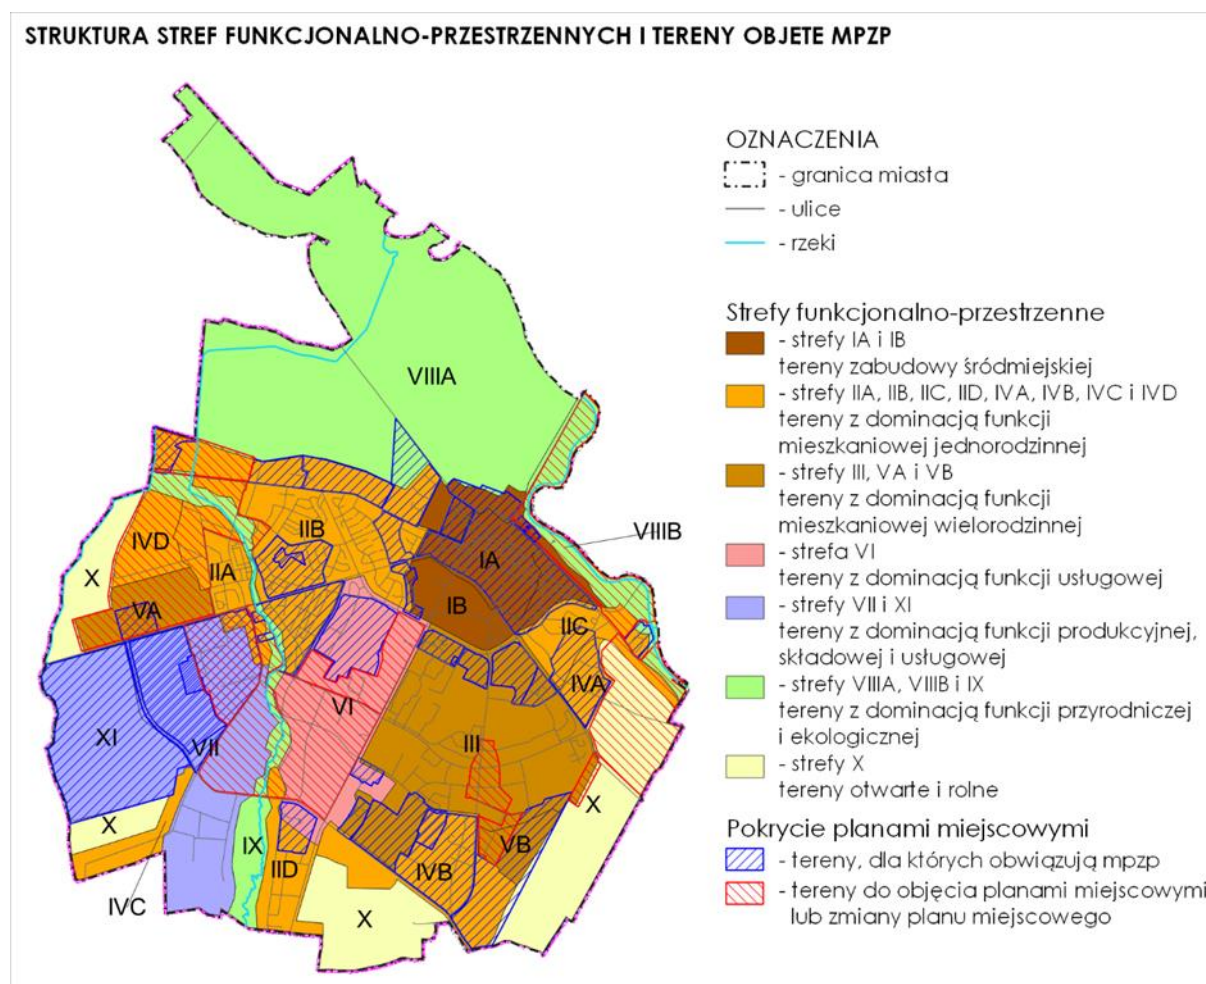 STRUKTURA STREF FUNKCJONALNO-PRZESTRZENNYCH I TERENY OBJETE MPZP
OZNACZENIA
- granica miasta
- ulice
- rzeki
Strefy funkcjonalno-przestrzenne
- strefy IA i IB
tereny zabudowy śródmiejskiej
- strefy IIA, IIB, IIC, IID, IVA, IVB, IVC i IVD
tereny z dominacją funkcji
mieszkaniowej jednorodzinnej
- strefy III, VA i VB
tereny z dominacją funkcji
mieszkaniowej wielorodzinnej
- strefa VI
tereny z dominacją funkcji usługowej
- strefy VII i XI
tereny z dominacją funkcji produkcyjnej,
składowej i usługowej
- strefy VIIIA, VIIIB i IX
tereny z dominacją funkcji przyrodniczej
i ekologicznej
- strefy X
tereny otwarte i rolne
Pokrycie planami miejscowymi
- tereny, dla których obwiązują mpzp
- tereny do objęcia planami miejscowymi
lub zmiany planu miejscowego
VIIIA
VIIIB
IIB
IVD
IA
X
IIA
VA
IB
IIC
IVA
XI
VII
VI
III
X
X
IX
IID
IVB
VB
IVC
X